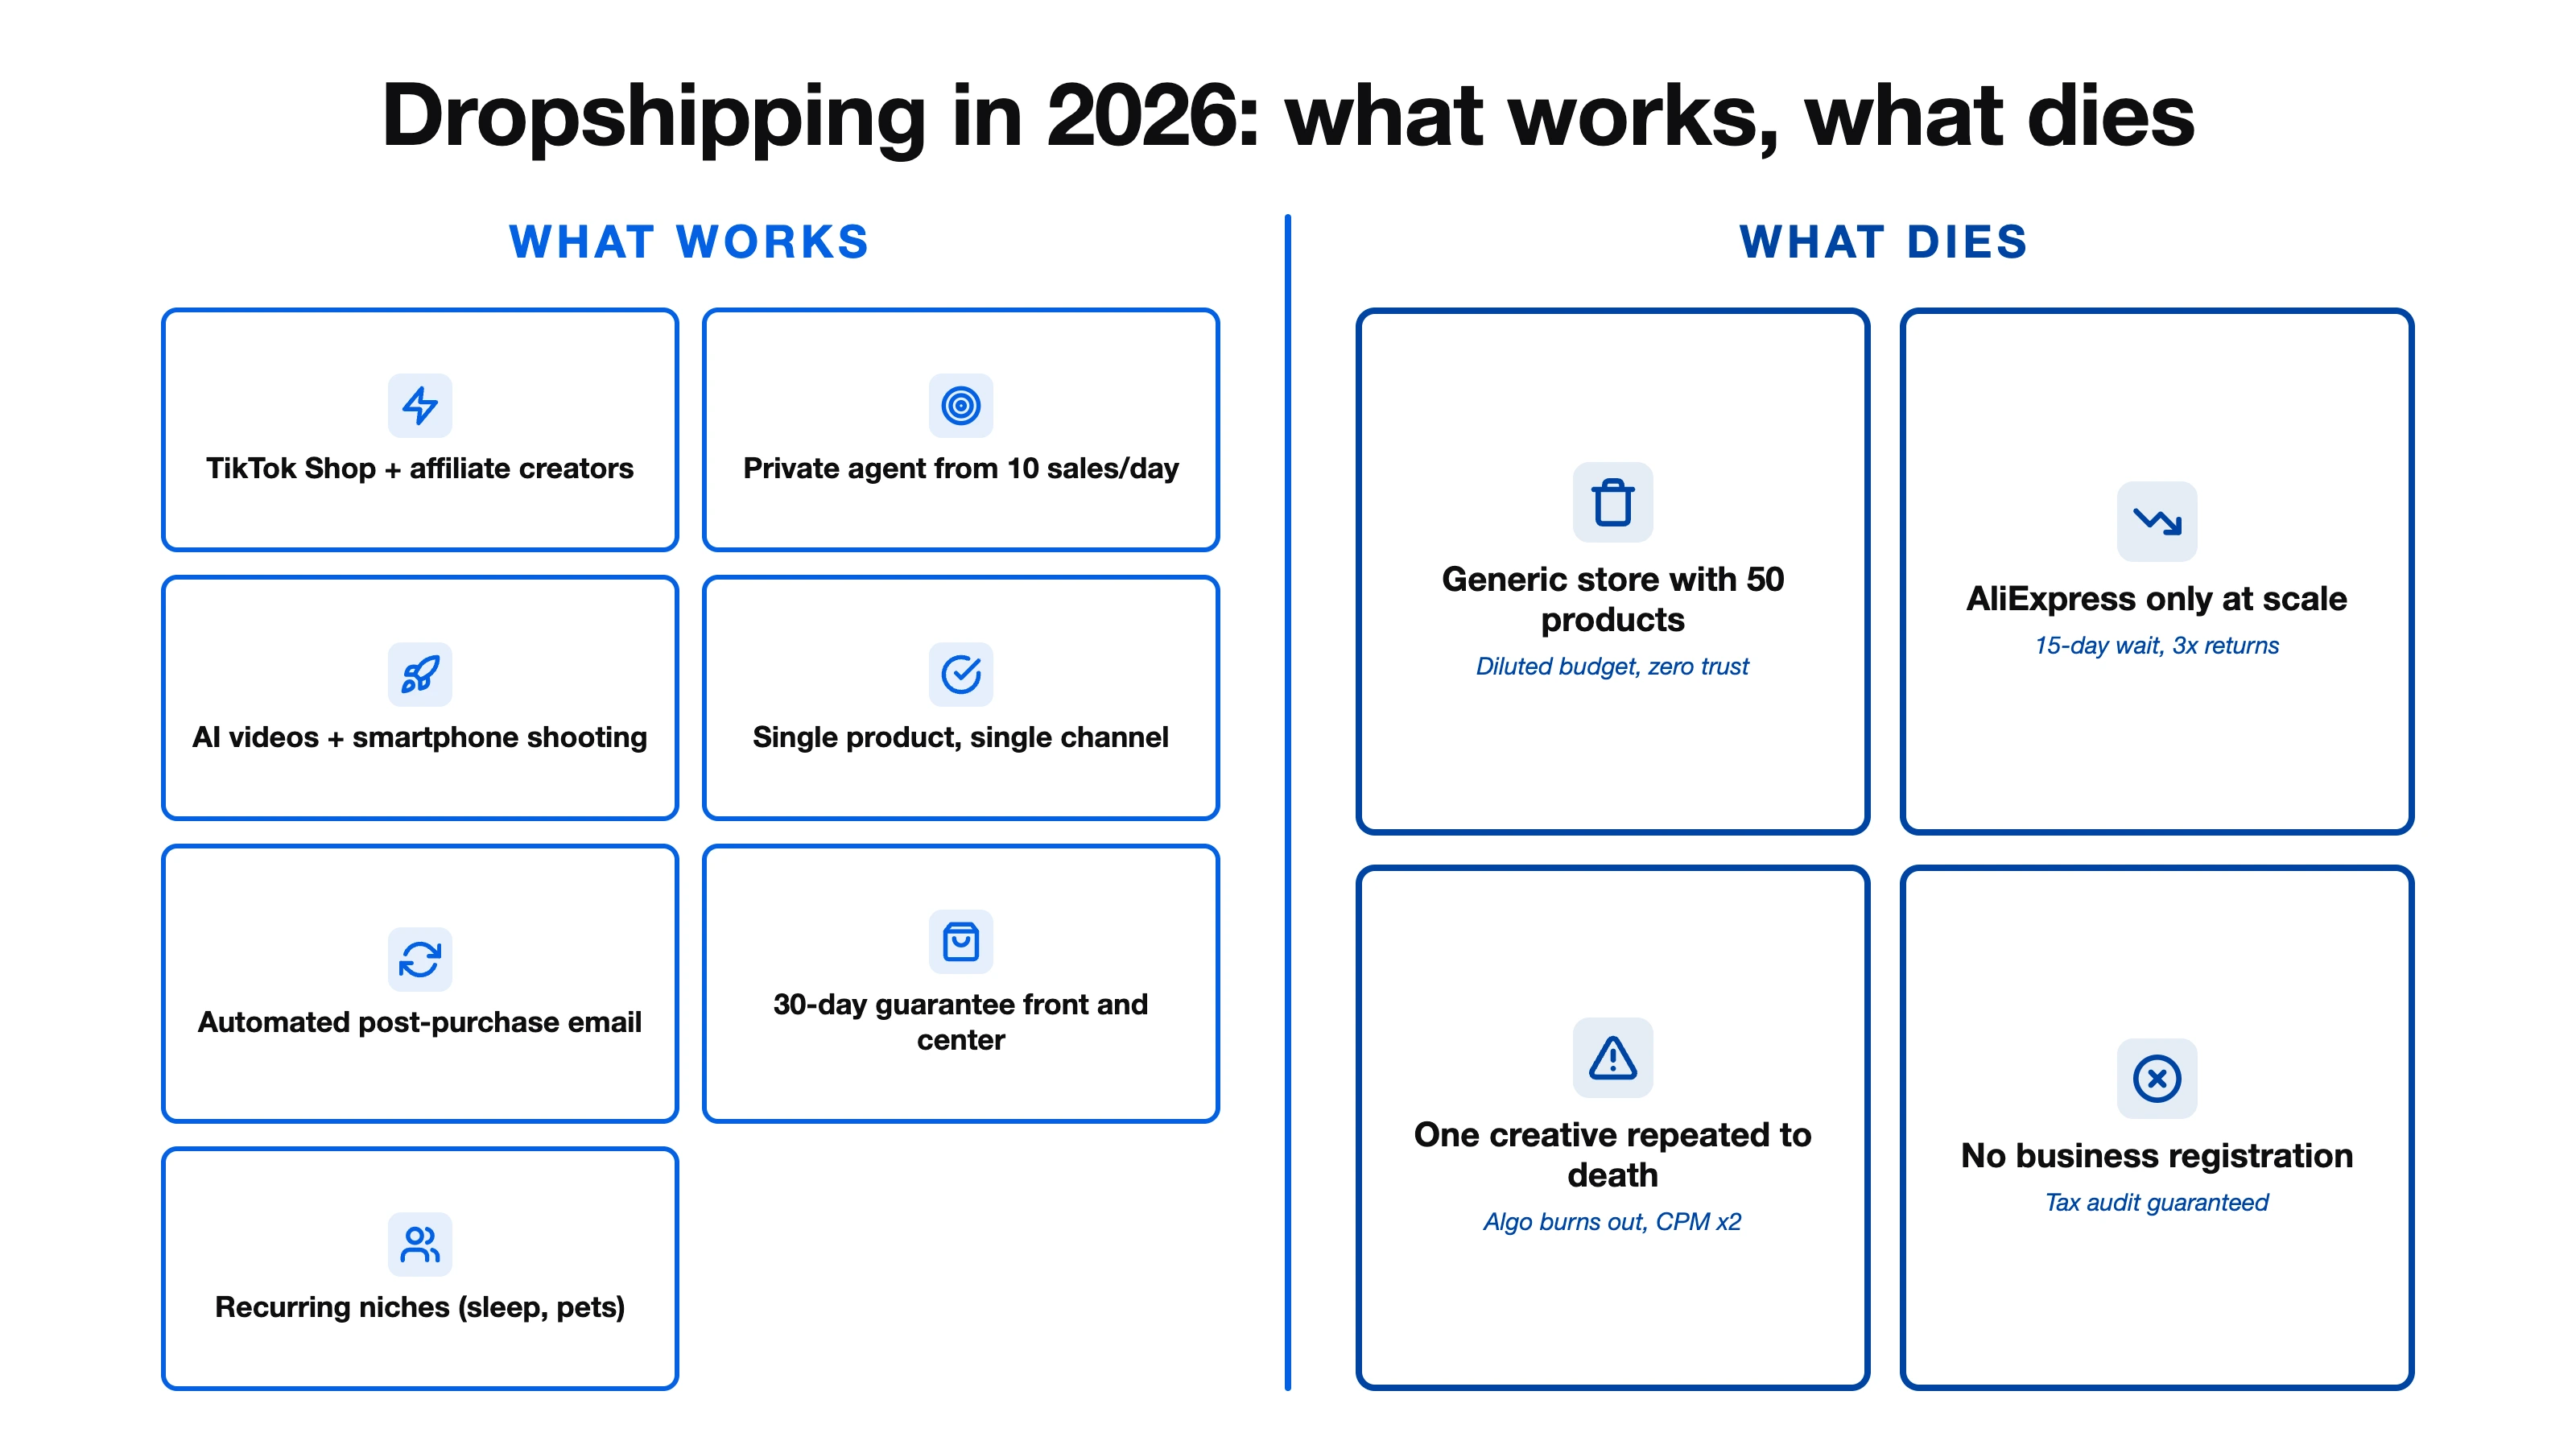 Dropshipping in 2026: what works, what dies
WHAT WORKS
TikTok Shop + affiliate creators
Private agent from 10 sales/day
AI videos + smartphone shooting
Single product, single channel
Automated post-purchase email
30-day guarantee front and
center
Recurring niches (sleep, pets)
WHAT DIES
Generic store with 50
products
Diluted budget, zero trust
AliExpress only at scale
15-day wait, 3x returns
One creative repeated to
death
Algo burns out, CPM x2
No business registration
Tax audit guaranteed